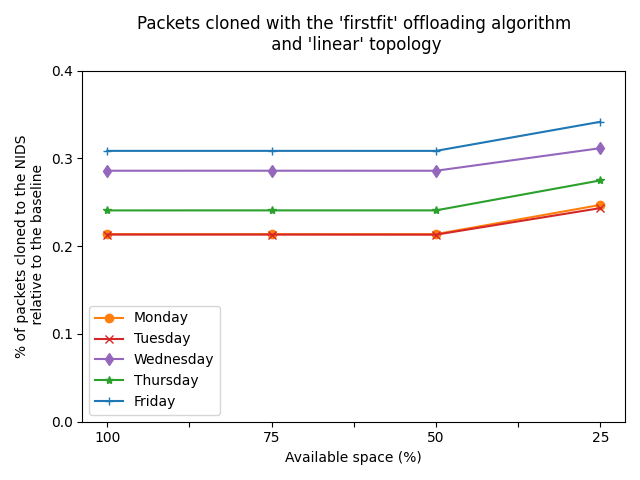 Packets cloned with the 'firstfit' offloading algorithm
and 'linear' topology
% of packets cloned to the NIDS
relative to the baseline
0.4
0.3
0.2
0.1
0.0
Monday
Tuesday
Wednesday
Thursday
Friday
100
75
50
25
Available space (%)